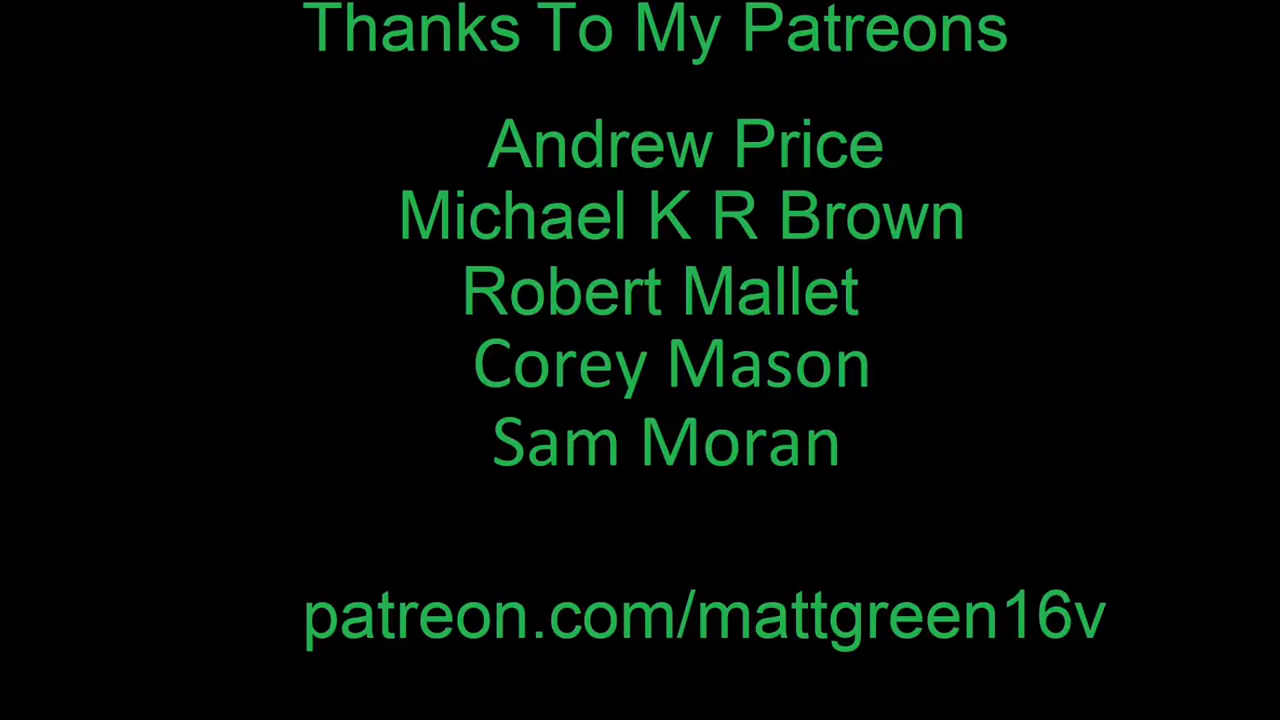 Thanks To My Patreons
Andrew Price
Michael K R Brown
Robert Mallet
Corey Mason
Sam Moran
patreon.com/mattgreen16v